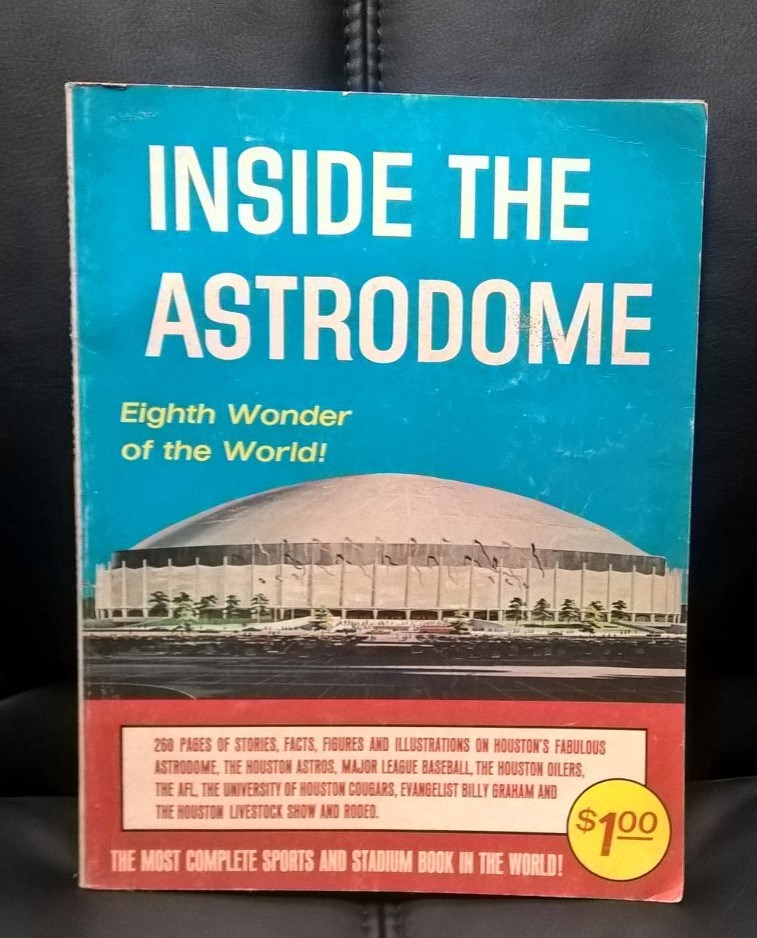 INSIDE THE
ASTRODOME
Eighth Wonder
of the World!
260 PAGES OF STORIES, FACTS, FIGURES AND ILLUSTRATIONS ON HOUSTON'S FABULOUS
ASTRODOME, THE HOUSTON ASTROS, MAJOR LEAGUE BASEBALL, THE HOUSTON OILERS,
THE AFL, THE UNIVERSITY OF HOUSTON COUGARS, EVANGELIST BILLY GRAHAM AND
THE HOUSTON LIVESTOCK SHOW AND RODEO.
$1.00
THE MOST COMPLETE SPORTS AND STADIUM BOOK IN THE WORLD!